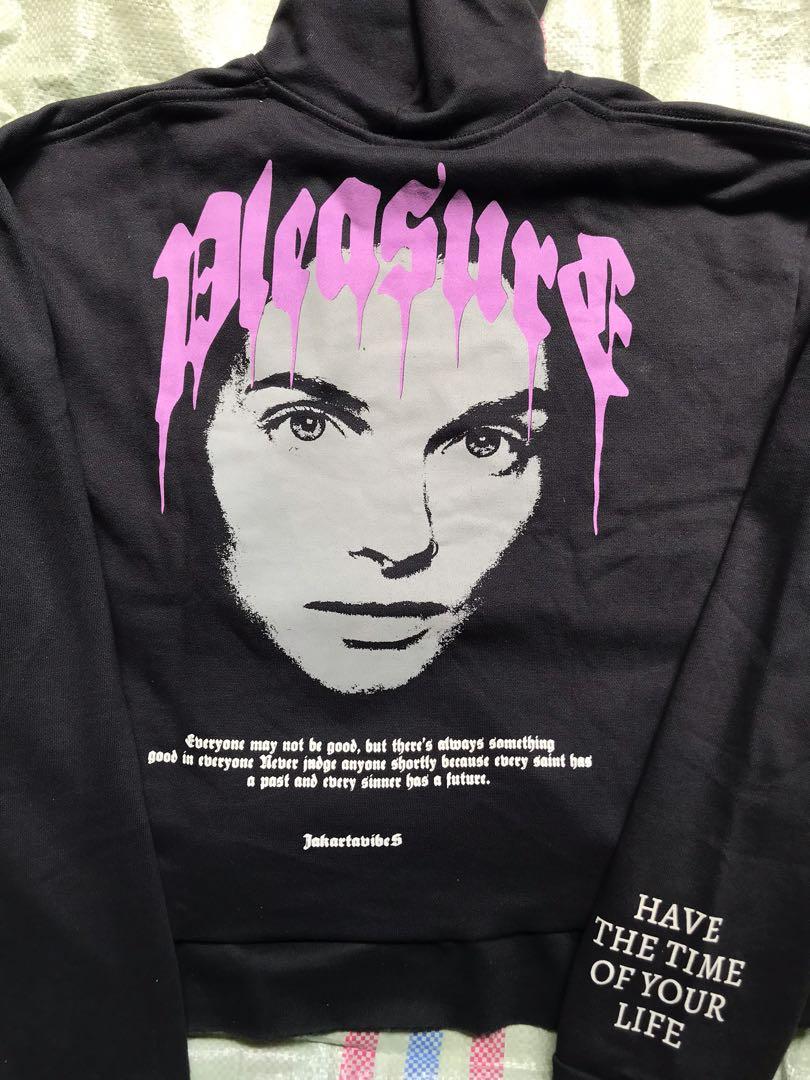 Pleasure
Everyone may not be good, but there's always something
good in everyone Never judge anyone shortly because every saint has
a past and every sinner has a future.
JakartavibeS
HAVE
THE TIME
OF YOUR
LIFE